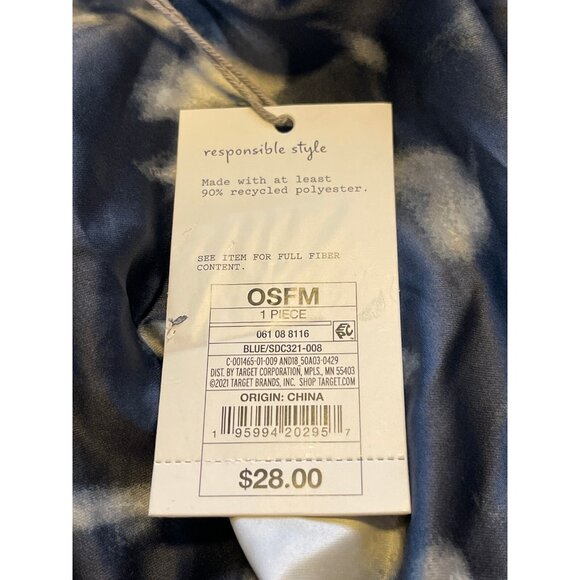 responsible style
Made with at least
90% recycled polyester.
SEE ITEM FOR FULL FIBER
CONTENT.
OSFM
1 PIECE
061 08 8116
BLUE/SDC321-008
C-001465-01-009 AND18 50A03-0429
DIST. BY TARGET CORPORATION, MPLS., MN 55403
©2021 TARGET BRANDS, INC. SHOP TARGET.COM
ORIGIN: CHINA
1 95994 20295 7
$28.00